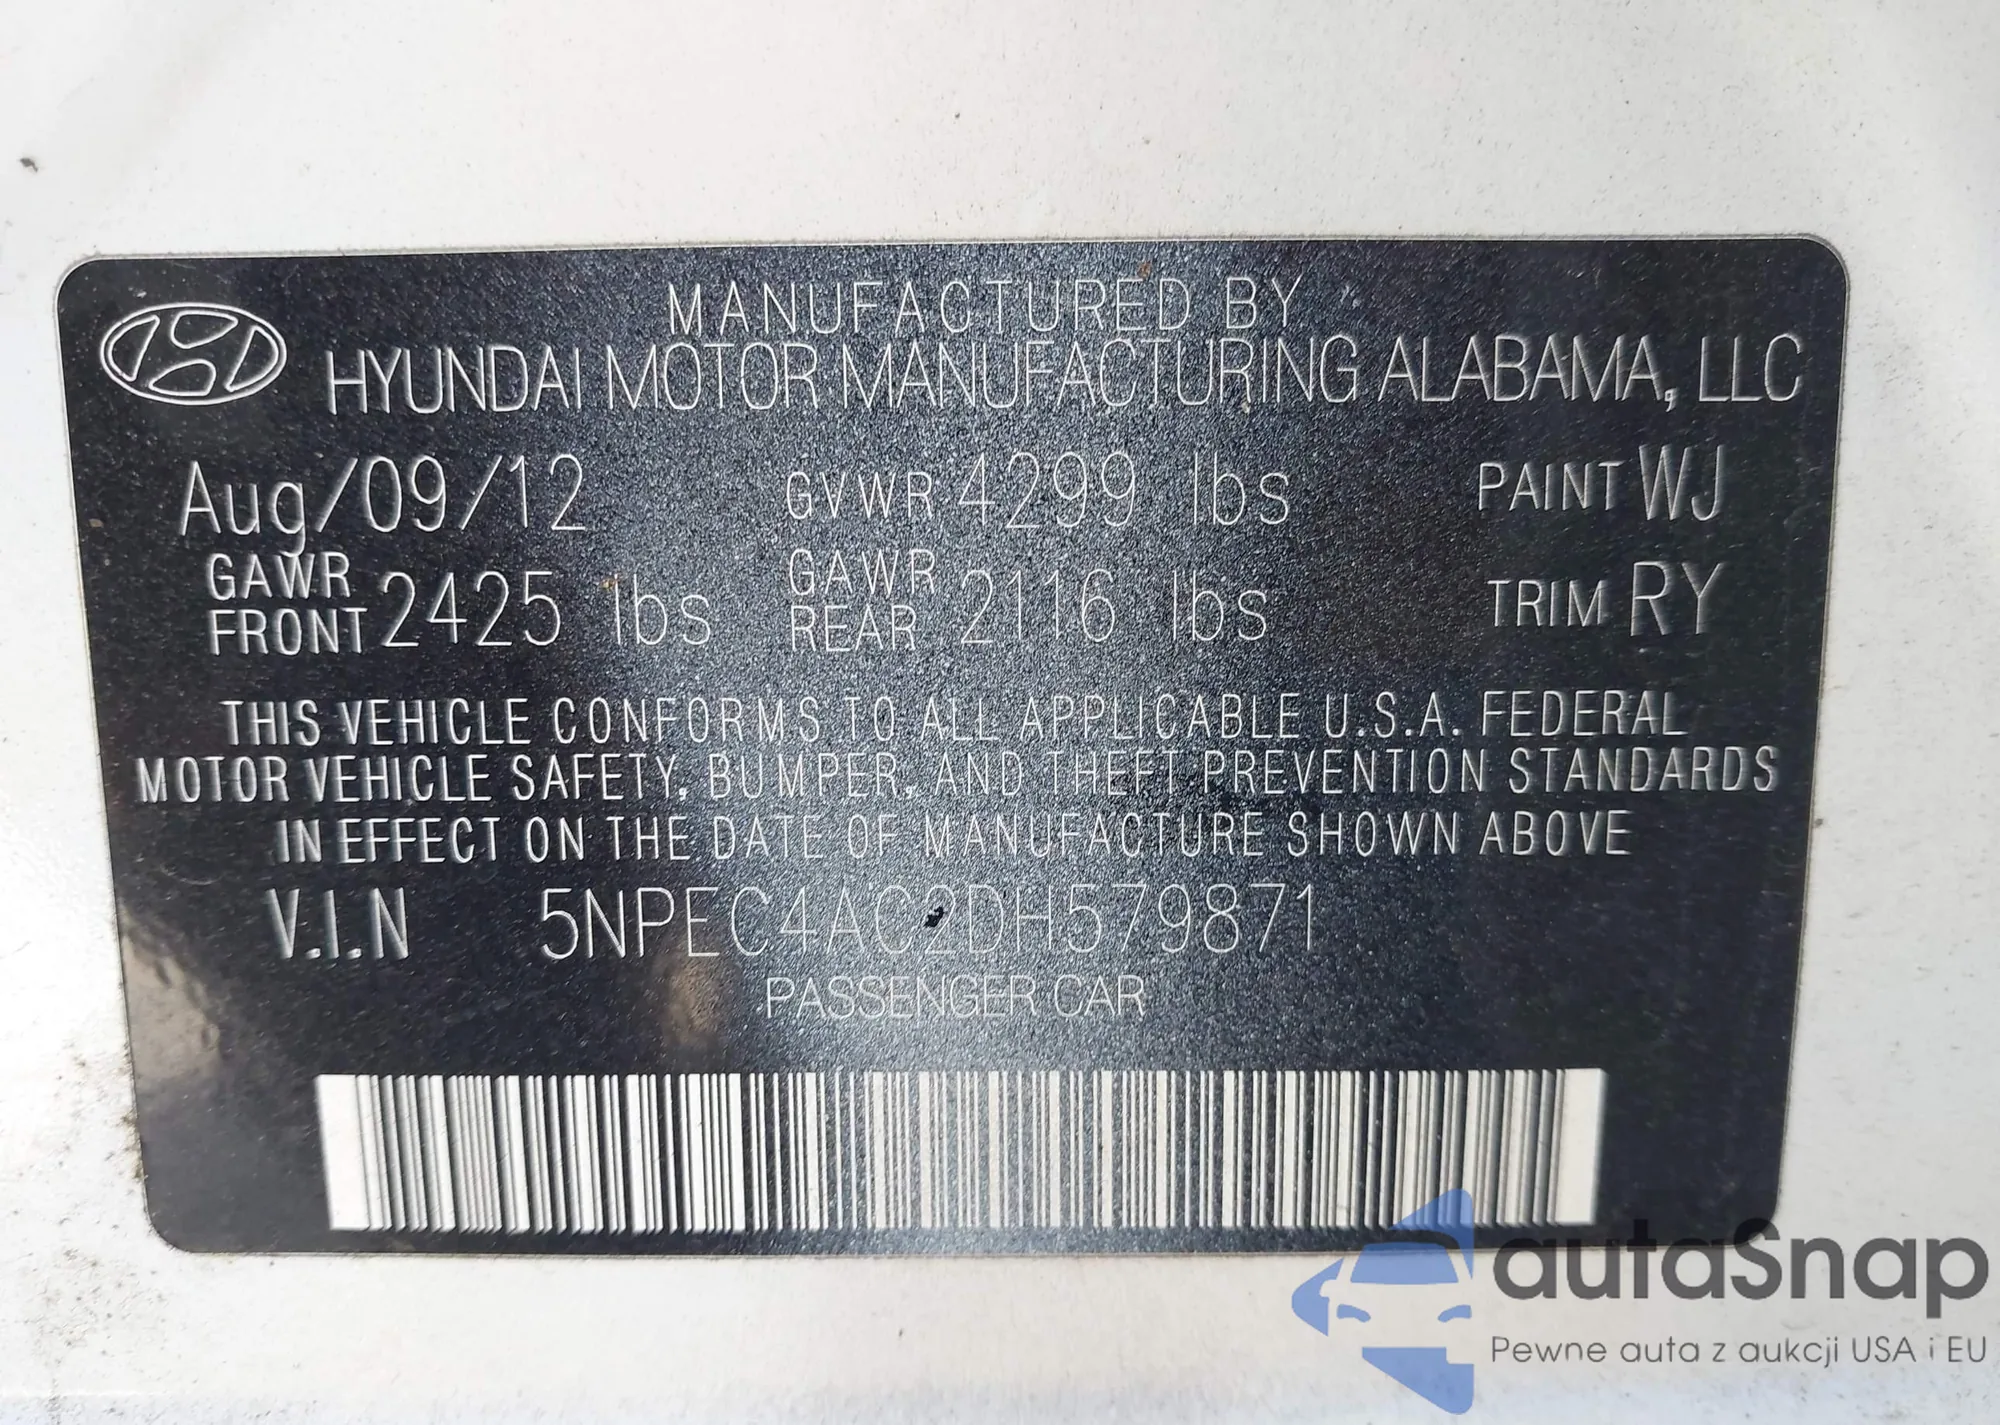 MANUFACTURED BY
HYUNDAI MOTOR MANUFACTURING ALABAMA, LLC
Aug/09/12 GVWR 4299 lbs PAINT WJ
GAWR FRONT 2425 lbs GAWR REAR 2116 lbs TRIM RY
THIS VEHICLE CONFORMS TO ALL APPLICABLE U.S.A. FEDERAL
MOTOR VEHICLE SAFETY, BUMPER, AND THEFT PREVENTION STANDARDS
IN EFFECT ON THE DATE OF MANUFACTURE SHOWN ABOVE
V.I.N 5NPEC4AC2DH579871
PASSENGER CAR
autaSnap
Pewne auta z aukcji USA i EU